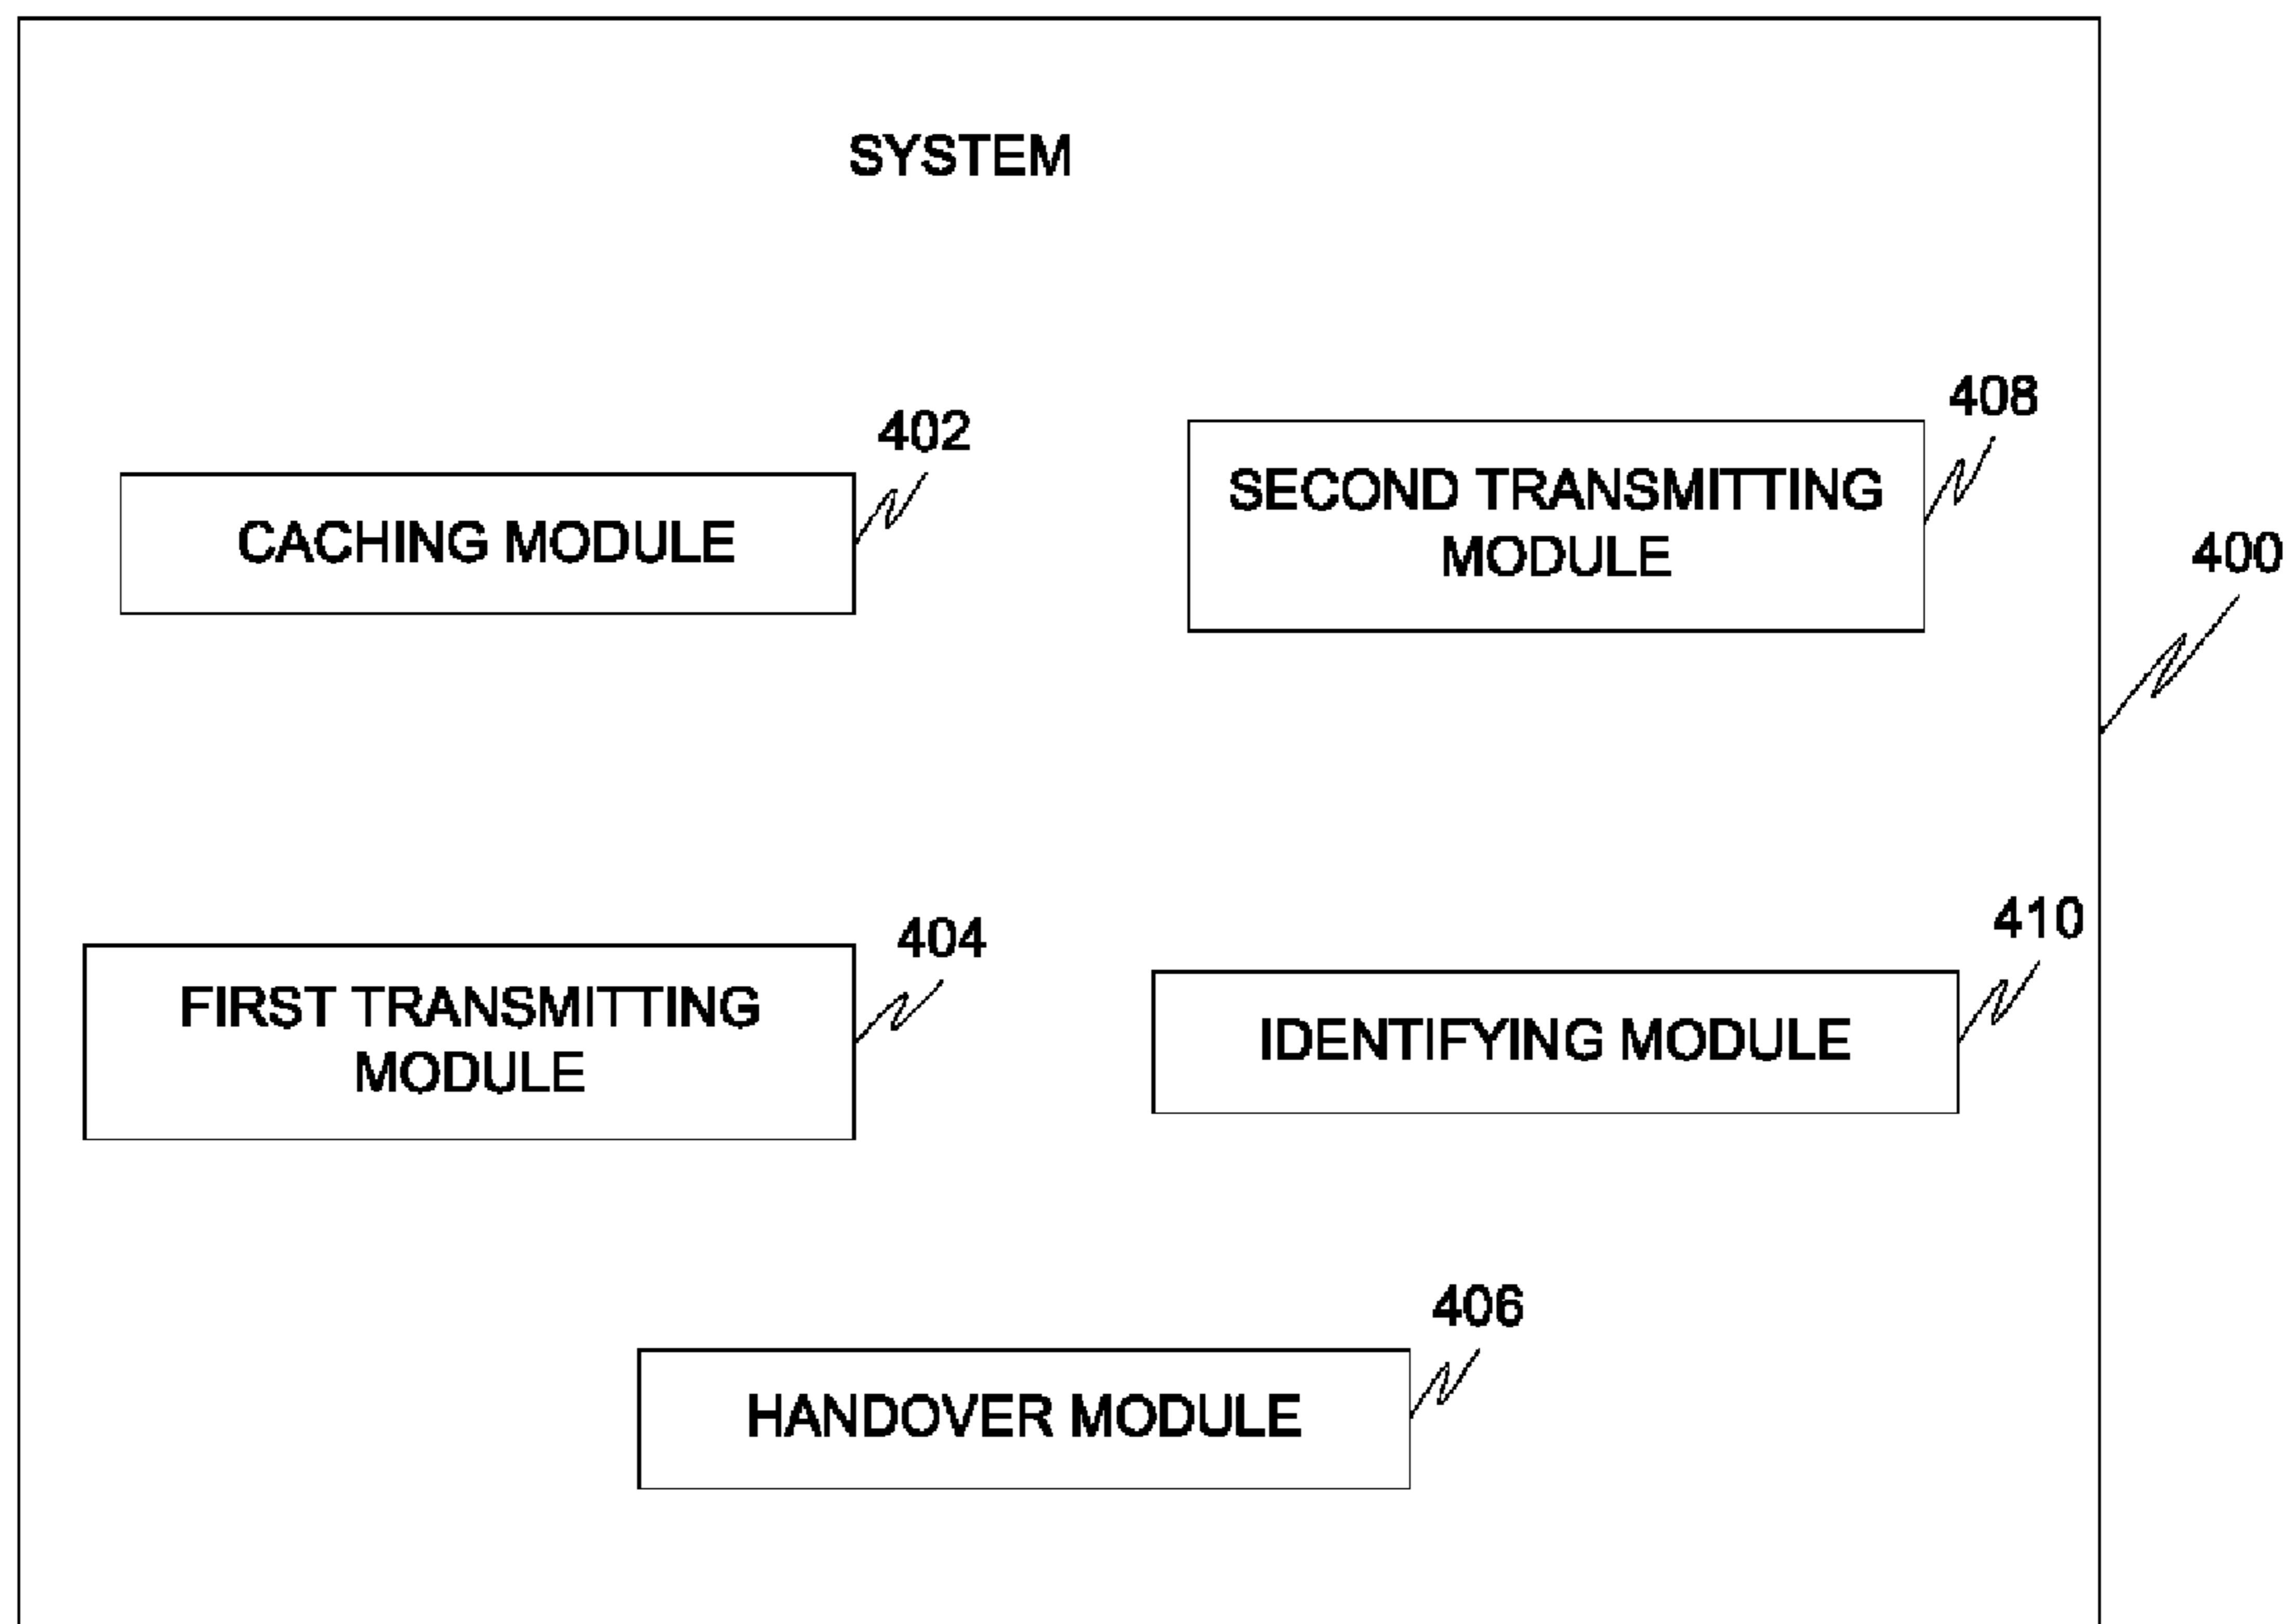 SYSTEM
402
CACHING MODULE
408
SECOND TRANSMITTING
MODULE
400
404
FIRST TRANSMITTING
MODULE
410
IDENTIFYING MODULE
406
HANDOVER MODULE